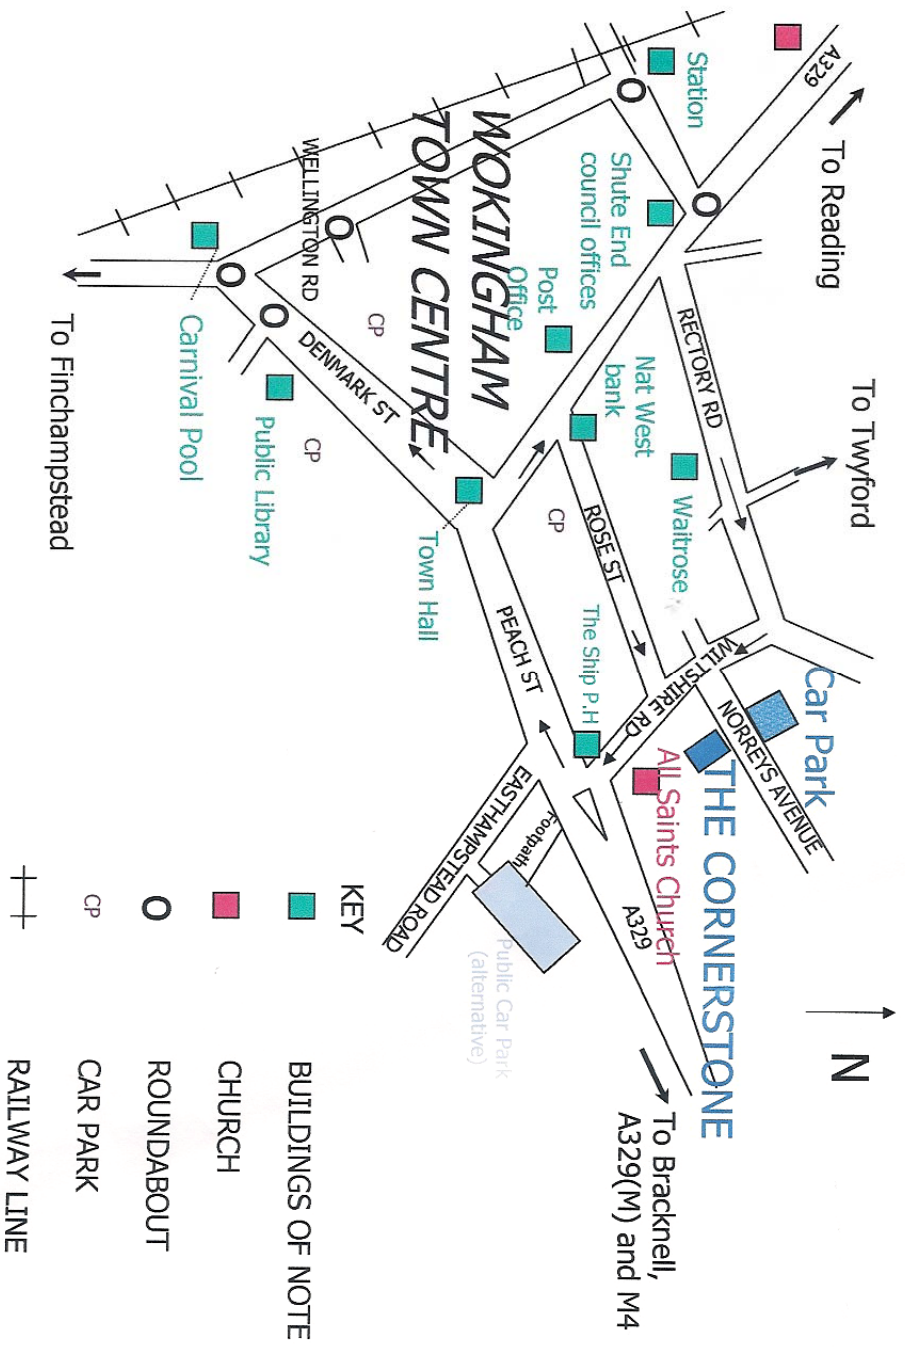 A329
To Reading
To Twyford
Station
Shute End
council offices
RECTORY RD
Car Park
Post
Office
Nat West
bank
Waitrose
NORREYS AVENUE
THE CORNERSTONE
N
WOKINGHAM
TOWN CENTRE
CP
ROSE ST
WILTSHIRE RD
The Ship P.H
All Saints Church
A329
To Bracknell,
A329(M) and M4
WELLINGTON RD
CP
DENMARK ST
Town Hall
PEACH ST
Footpath
EASTHAMPSTEAD ROAD
Public Car Park
(alternative)
CP
Public Library
Carnival Pool
To Finchampstead
KEY
BUILDINGS OF NOTE
CHURCH
O ROUNDABOUT
CP CAR PARK
RAILWAY LINE